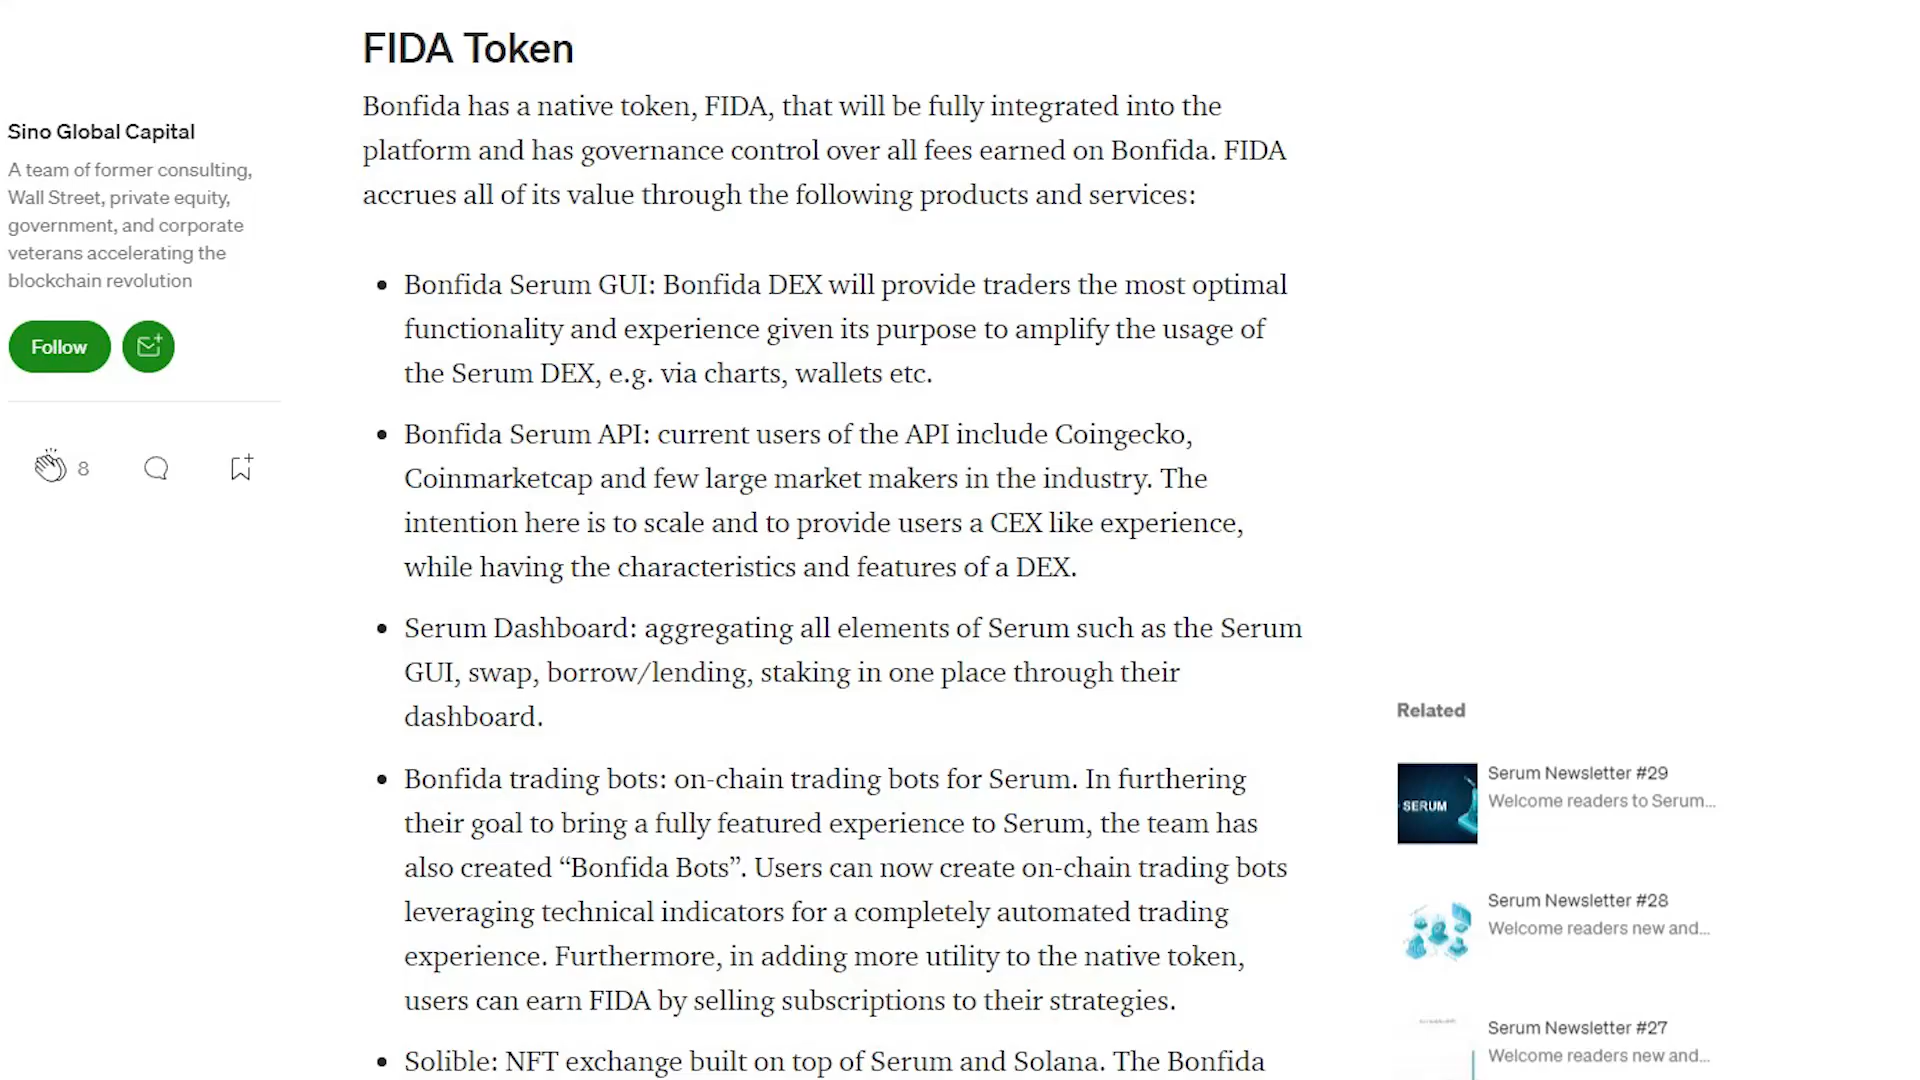 FIDA Token
Bonfida has a native token, FIDA, that will be fully integrated into the
platform and has governance control over all fees earned on Bonfida. FIDA
accrues all of its value through the following products and services:
Sino Global Capital
A team of former consulting,
Wall Street, private equity,
government, and corporate
veterans accelerating the
blockchain revolution
Follow
8
• Bonfida Serum GUI: Bonfida DEX will provide traders the most optimal
functionality and experience given its purpose to amplify the usage of
the Serum DEX, e.g. via charts, wallets etc.
• Bonfida Serum API: current users of the API include Coingecko,
Coinmarketcap and few large market makers in the industry. The
intention here is to scale and to provide users a CEX like experience,
while having the characteristics and features of a DEX.
• Serum Dashboard: aggregating all elements of Serum such as the Serum
GUI, swap, borrow/lending, staking in one place through their
dashboard.
• Bonfida trading bots: on-chain trading bots for Serum. In furthering
their goal to bring a fully featured experience to Serum, the team has
also created “Bonfida Bots”. Users can now create on-chain trading bots
leveraging technical indicators for a completely automated trading
experience. Furthermore, in adding more utility to the native token,
users can earn FIDA by selling subscriptions to their strategies.
• Solible: NFT exchange built on top of Serum and Solana. The Bonfida
Related
SERUM
Serum Newsletter #29
Welcome readers to Serum...
Serum Newsletter #28
Welcome readers new and...
Serum Newsletter #27
Welcome readers new and...